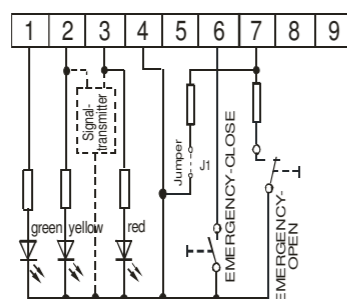 1 2 3 4 5 6 7 8 9
Signal-
transmitter
Jumper
J1
EMERGENCY-CLOSE
EMERGENCY-
OPEN
green
yellow
red